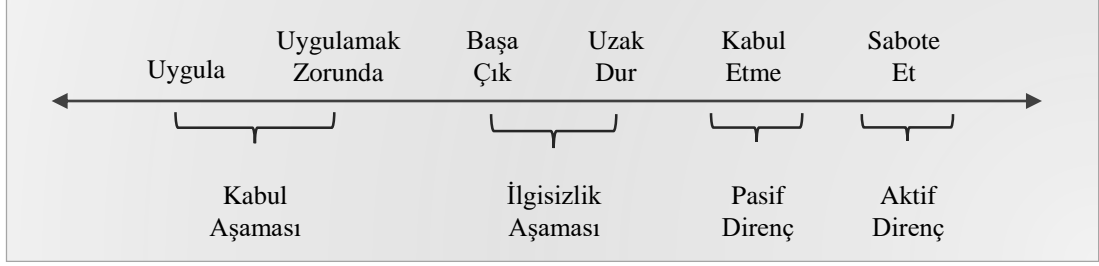 Uygula
Uygulamak
Zorunda
Başa
Çık
Uzak
Dur
Kabul
Etme
Sabote
Et
Kabul
Aşaması
İlgisizlik
Aşaması
Pasif
Direnç
Aktif
Direnç